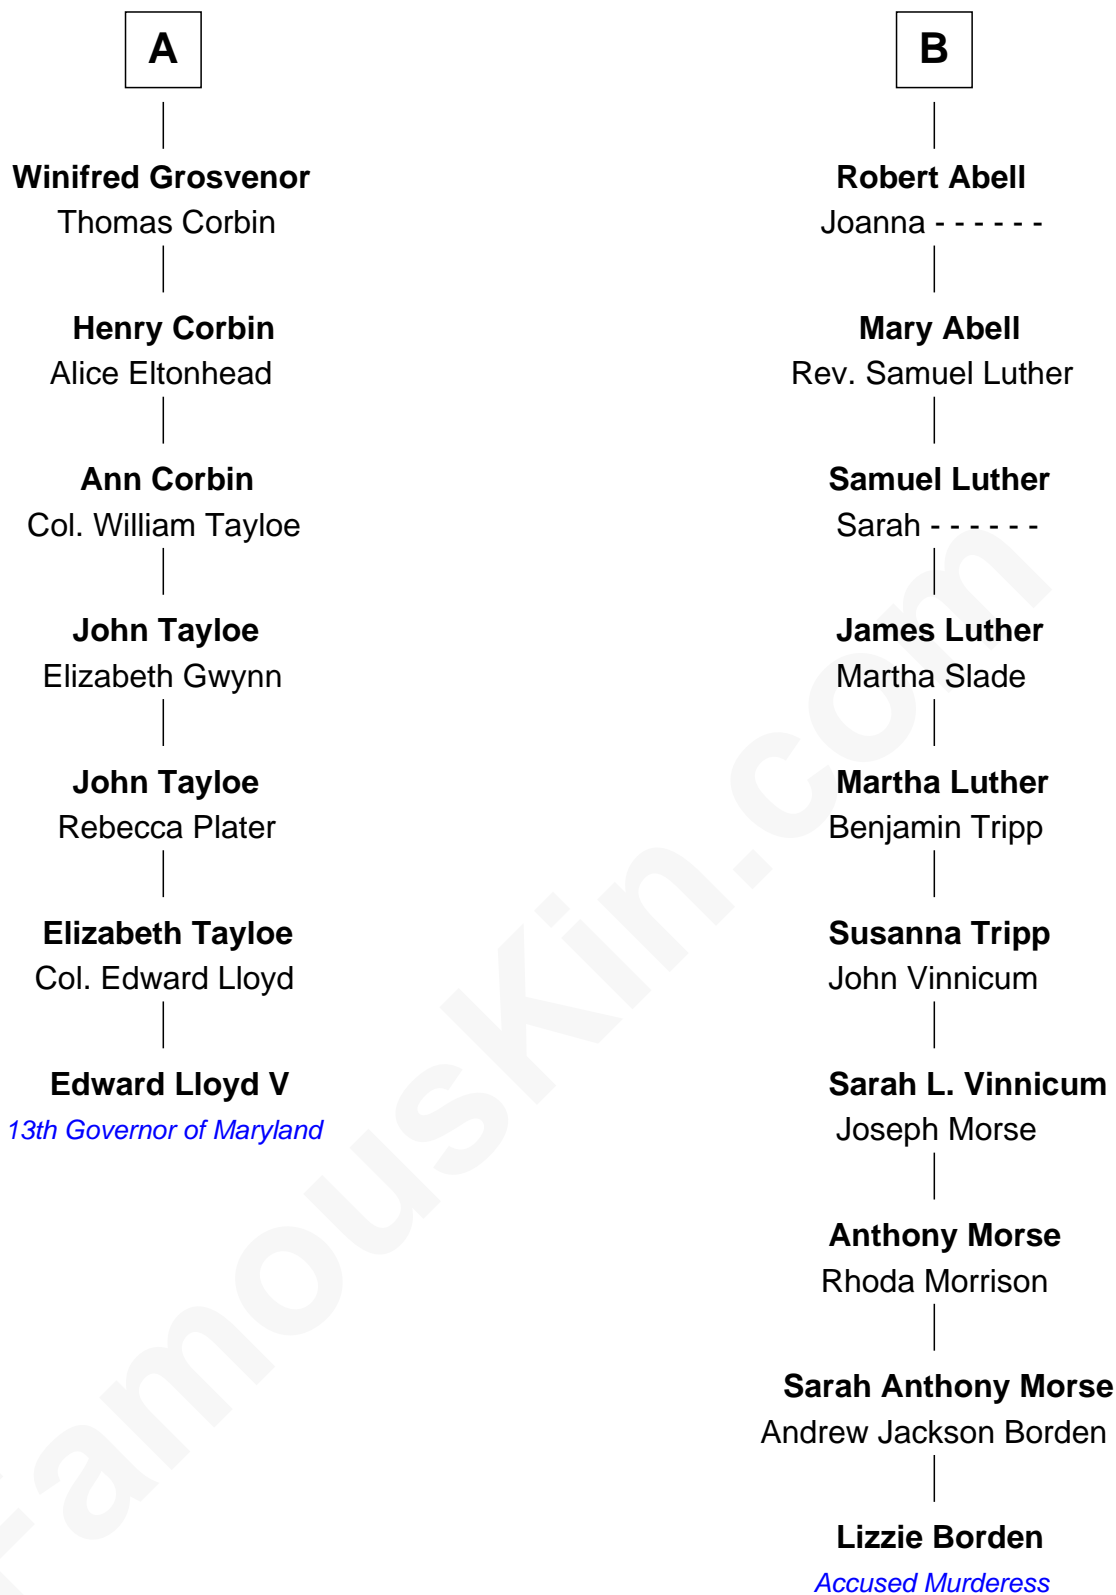 A
Winifred Grosvenor
Thomas Corbin
Henry Corbin
Alice Eltonhead
Ann Corbin
Col. William Tayloe
John Tayloe
Elizabeth Gwynn
John Tayloe
Rebecca Plater
Elizabeth Tayloe
Col. Edward Lloyd
Edward Lloyd V
13th Governor of Maryland
B
Robert Abell
Joanna - - - - - -
Mary Abell
Rev. Samuel Luther
Samuel Luther
Sarah - - - - - -
James Luther
Martha Slade
Martha Luther
Benjamin Tripp
Susanna Tripp
John Vinnicum
Sarah L. Vinnicum
Joseph Morse
Anthony Morse
Rhoda Morrison
Sarah Anthony Morse
Andrew Jackson Borden
Lizzie Borden
Accused Murderess
FamousKin.com